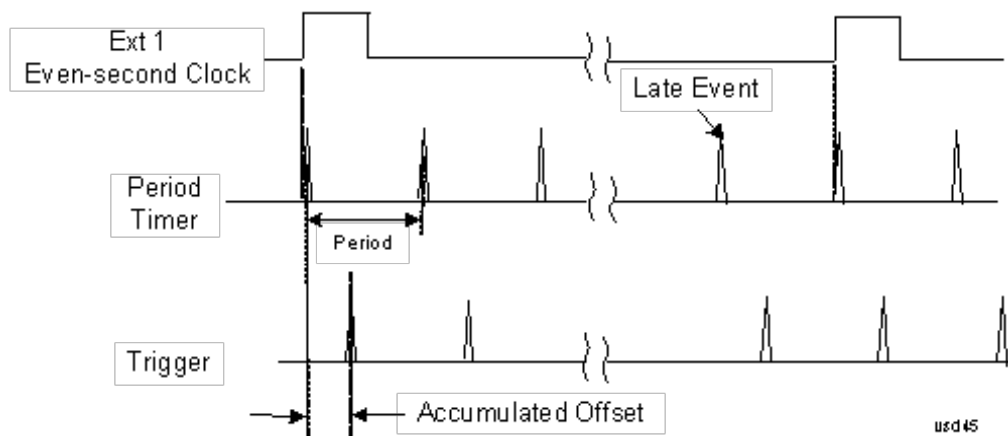 Ext 1
Even-second Clock
Late Event
Period
Timer
Period
Trigger
Accumulated Offset
usd45